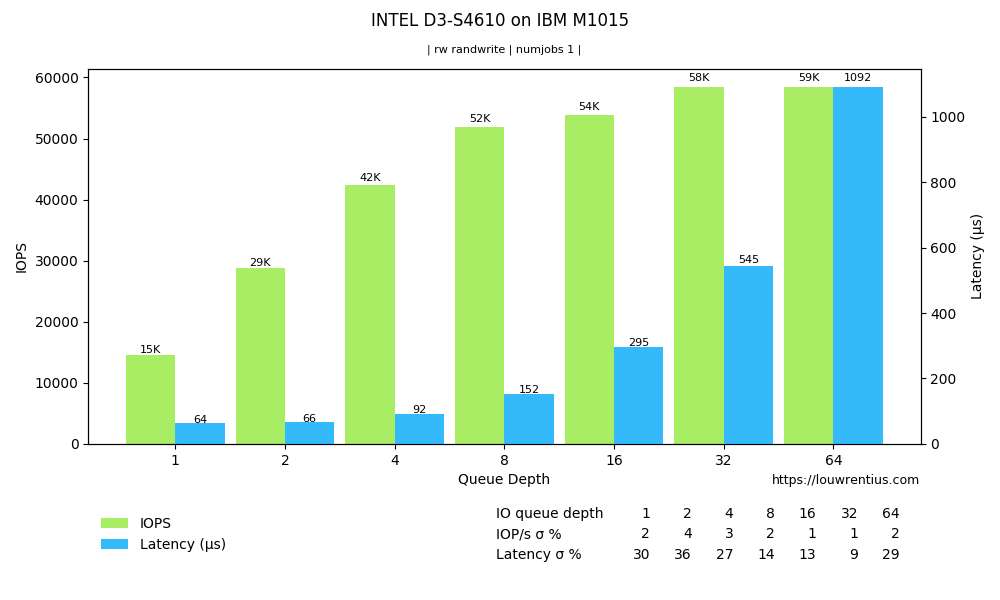 INTEL D3-S4610 on IBM M1015
| rw randwrite | numjobs 1 |
60000
50000
40000
30000
20000
10000
0
IOPS
15K
29K
42K
52K
54K
58K
59K
64
66
92
152
295
545
1092
1000
800
600
400
200
0
Latency (µs)
1 2 4 8 16 32 64
Queue Depth
https://louwrentius.com
IOPS
Latency (µs)
IO queue depth 1 2 4 8 16 32 64
IOP/s σ % 2 4 3 2 1 1 2
Latency σ % 30 36 27 14 13 9 29